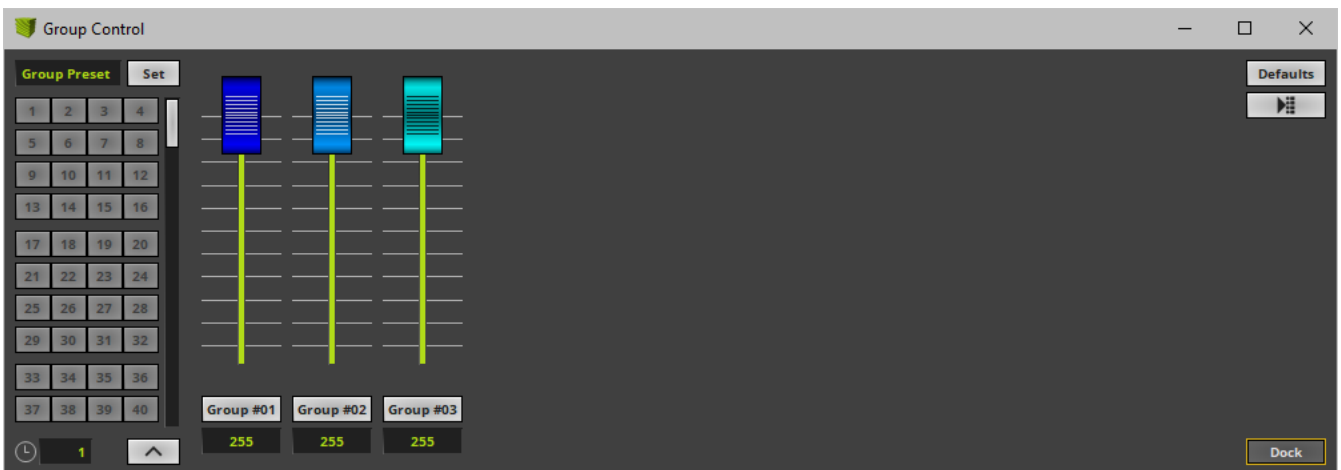 Group Control
Group Preset Set
Defaults
1 2 3 4
5 6 7 8
9 10 11 12
13 14 15 16
17 18 19 20
21 22 23 24
25 26 27 28
29 30 31 32
33 34 35 36
37 38 39 40
Group #01 Group #02 Group #03
255 255 255
1
Dock